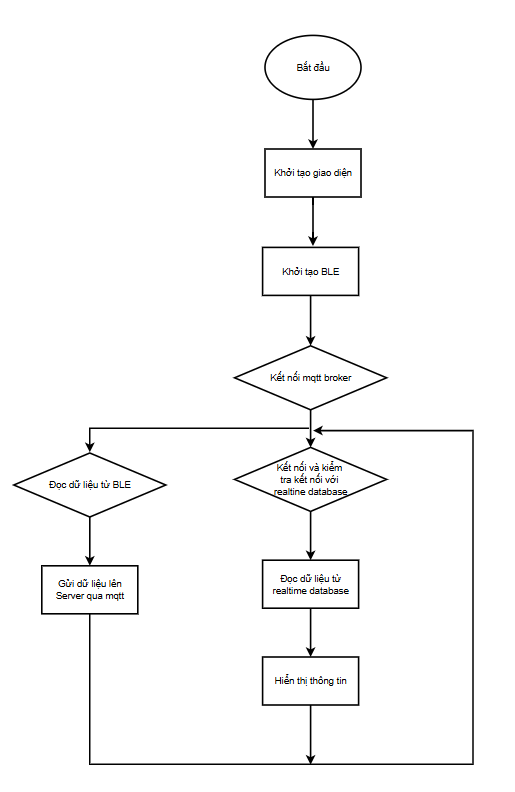 Bắt đầu
Khởi tạo giao diện
Khởi tạo BLE
Kết nối mqtt broker
Kết nối và kiểm
tra kết nối với
realtine database
Đọc dữ liệu từ BLE
Đọc dữ liệu từ
realtime database
Gửi dữ liệu lên
Server qua mqtt
Hiển thị thông tin